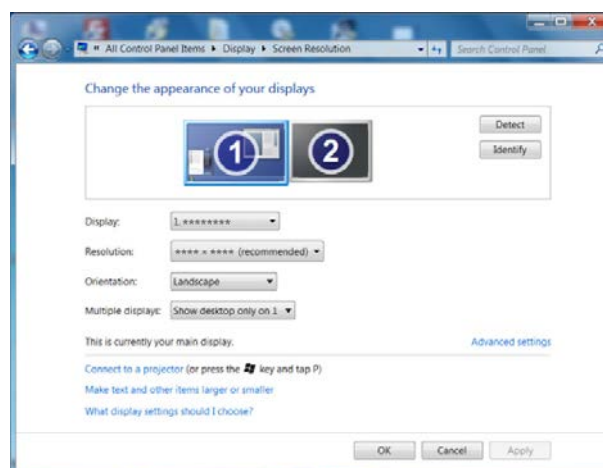 « All Control Panel Items ▸ Display ▸ Screen Resolution
Search Control Panel
Change the appearance of your displays
1
2
Detect
Identify
Display: 1. ********
Resolution: **** × **** (recommended)
Orientation: Landscape
Multiple displays: Show desktop only on 1
This is currently your main display.
Advanced settings
Connect to a projector (or press the key and tap P)
Make text and other items larger or smaller
What display settings should I choose?
OK Cancel Apply